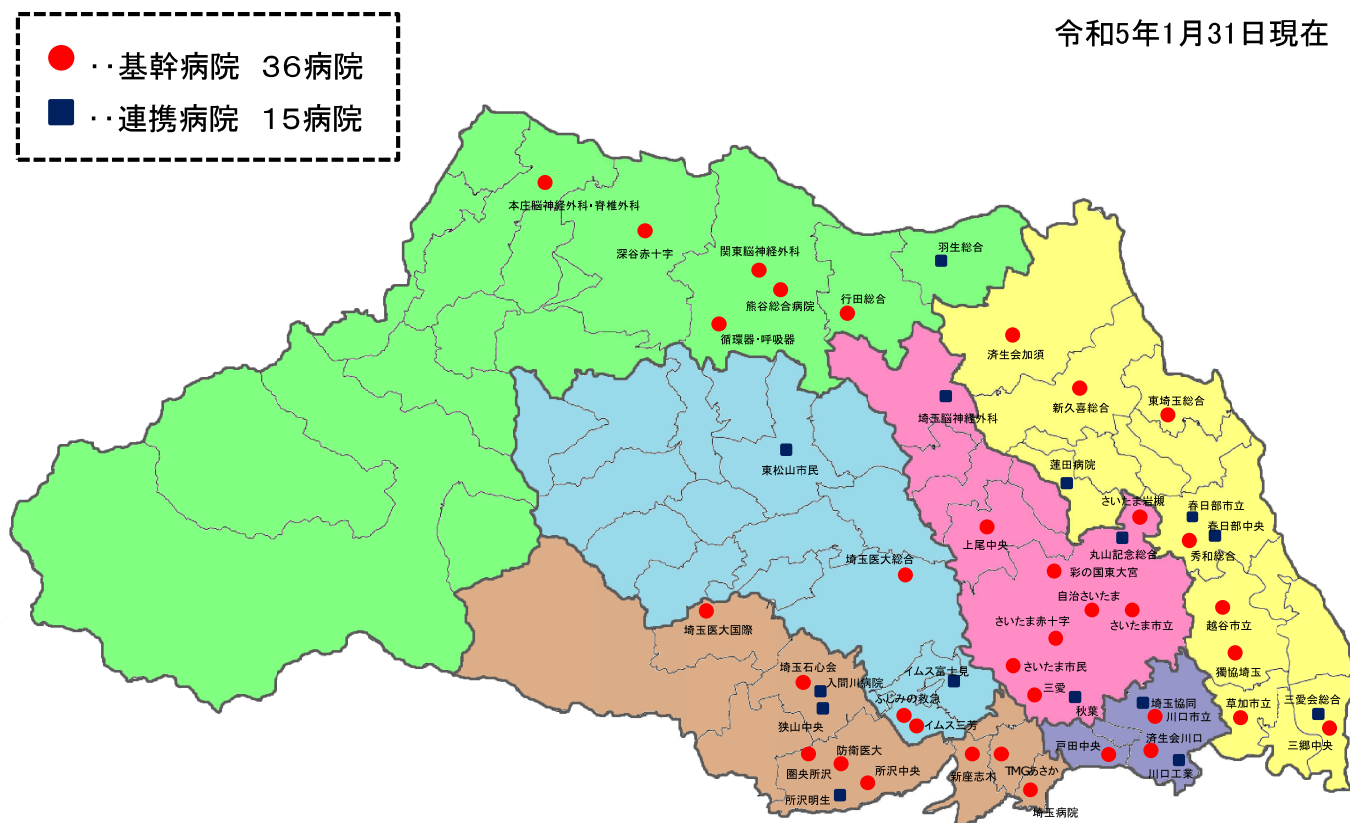 令和5年1月31日現在
‥基幹病院 36病院
‥連携病院 15病院
本庄脳神経外科・脊椎外科
深谷赤十字
関東脳神経外科
羽生総合
熊谷総合病院
行田総合
循環器・呼吸器
済生会加須
新久喜総合
東埼玉総合
埼玉脳神経外科
東松山市民
蓮田病院
さいたま岩槻
春日部市立
春日部中央
上尾中央
丸山記念総合
秀和総合
埼玉医大総合
彩の国東大宮
自治さいたま
さいたま赤十字
さいたま市立
越谷市立
埼玉医大国際
埼玉石心会
入間川病院
イムス富士見
さいたま市民
獨協埼玉
三愛
ふじみの救急
秋葉
埼玉協同
川口市立
草加市立
三愛会総合
狭山中央
イムス三芳
戸田中央
済生会川口
三郷中央
防衛医大
圏央所沢
所沢中央
新座志木
TMGあさか
川口工業
所沢明生
埼玉病院